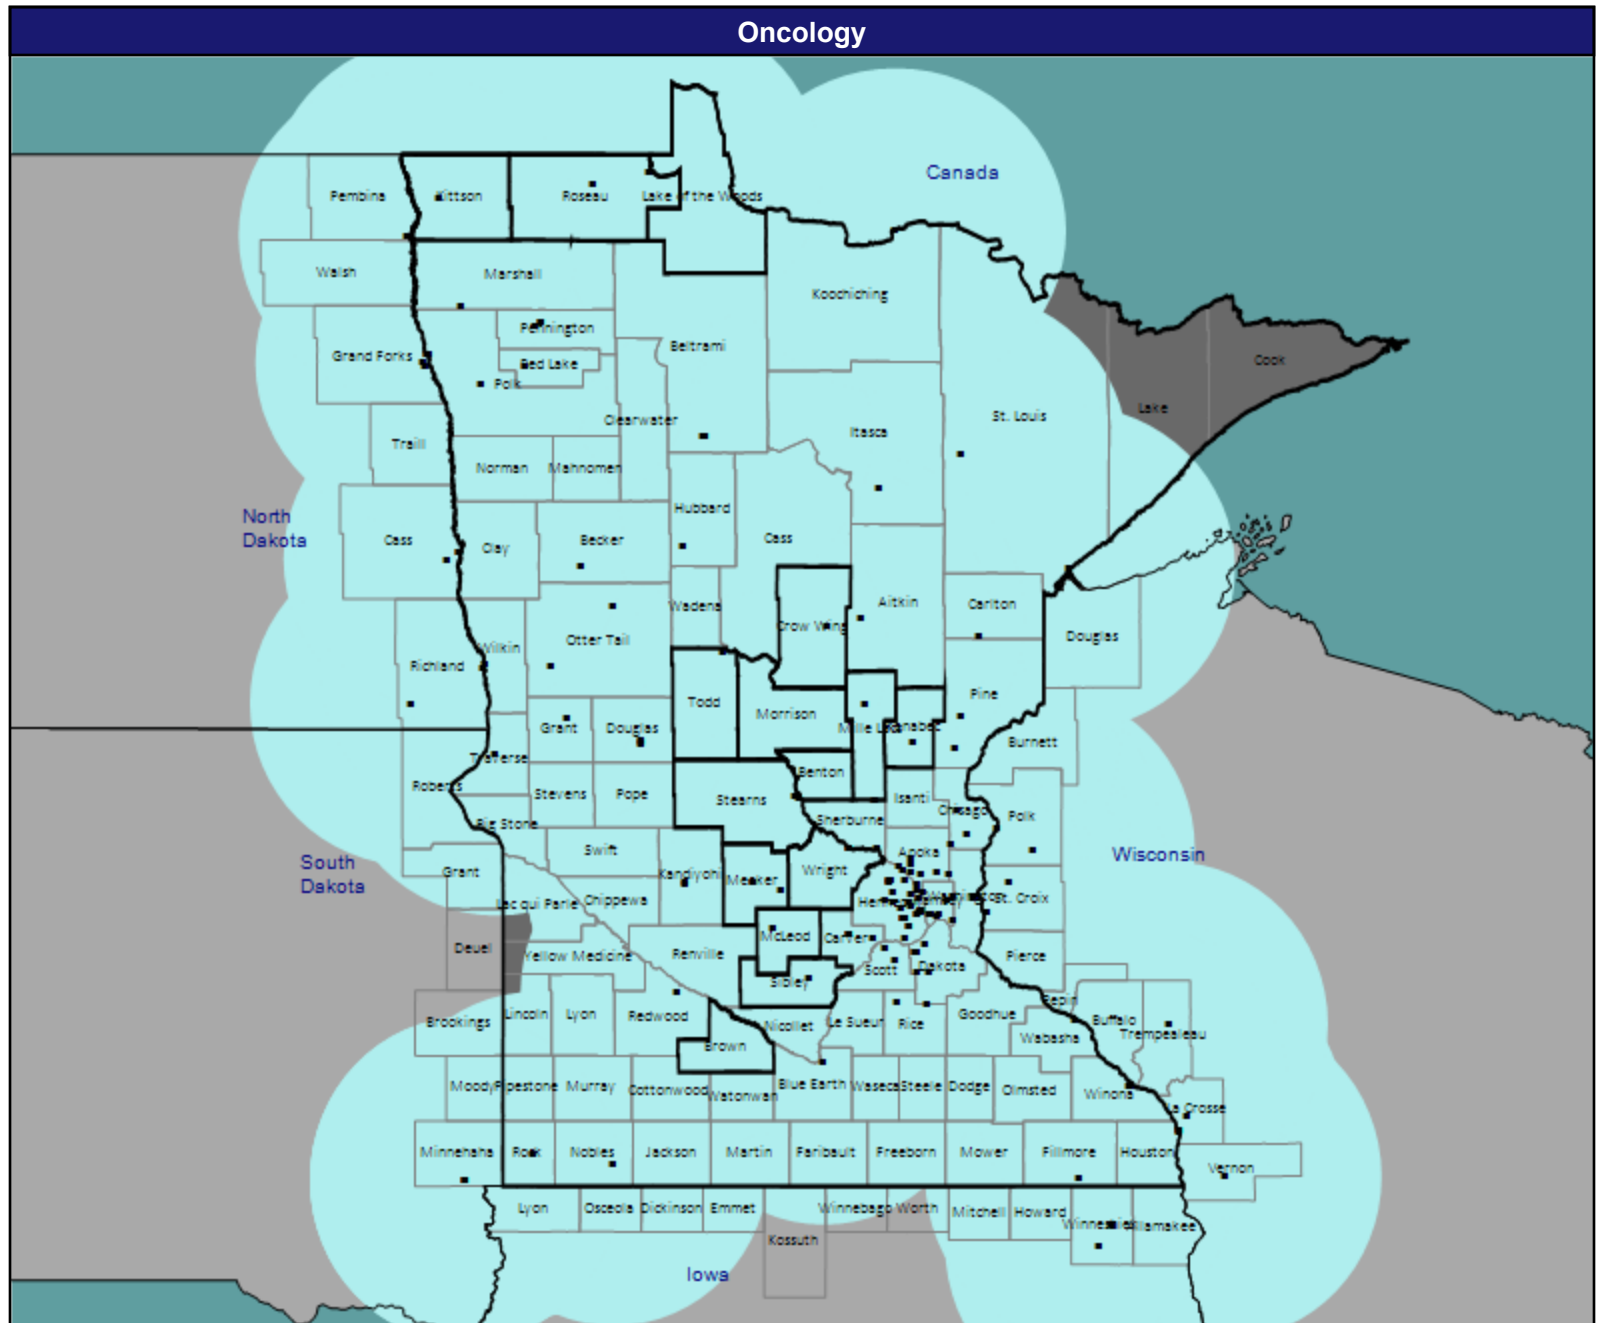 Oncology
Canada
Pembina
Kittson
Roseau
Lake of the Woods
Walsh
Marshall
Koochiching
Pennington
Beltrami
Grand Forks
Red Lake
Cook
Polk
Lake
Clearwater
St. Louis
Itasca
Traill
Norman
Mahnomen
Hubbard
North
Dakota
Cass
Clay
Becker
Cass
Wadena
Aitkin
Carlton
Crow Wing
Douglas
Otter Tail
Wilkin
Richland
Pine
Todd
Morrison
Grant
Douglas
Mille Lacs
Kanabec
Burnett
Traverse
Benton
Roberts
Stevens
Pope
Stearns
Isanti
Chisago
Polk
Big Stone
Sherburne
Swift
Anoka
Wisconsin
South
Dakota
Grant
Kandiyohi
Meeker
Wright
Lac qui Parle
Chippewa
Hennepin
Ramsey
Washington
St. Croix
McLeod
Carver
Deuel
Yellow Medicine
Renville
Scott
Dakota
Pierce
Sibley
Pepin
Brookings
Lincoln
Lyon
Redwood
Nicollet
Le Sueur
Rice
Goodhue
Wabasha
Buffalo
Trempealeau
Brown
Moody
Pipestone
Murray
Cottonwood
Watonwan
Blue Earth
Waseca
Steele
Dodge
Olmsted
Winona
La Crosse
Minnehaha
Rock
Nobles
Jackson
Martin
Faribault
Freeborn
Mower
Fillmore
Houston
Vernon
Lyon
Osceola
Dickinson
Emmet
Winnebago
Worth
Mitchell
Howard
Winneshiek
Allamakee
Kossuth
Iowa